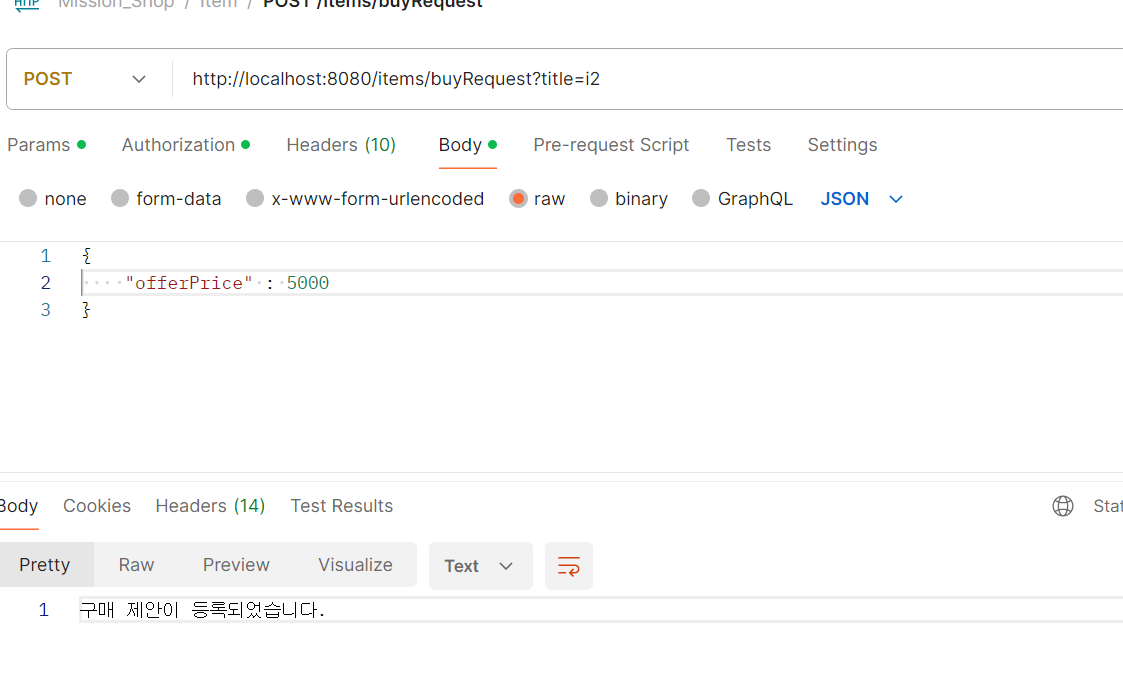 HTTP Mission_Shop / Item / POST /items/buyRequest
POST http://localhost:8080/items/buyRequest?title=i2
Params Authorization Headers (10) Body Pre-request Script Tests Settings
none form-data x-www-form-urlencoded raw binary GraphQL JSON
1 {
2 "offerPrice" : 5000
3 }
Body Cookies Headers (14) Test Results Stat
Pretty Raw Preview Visualize Text
1 구매 제안이 등록되었습니다.